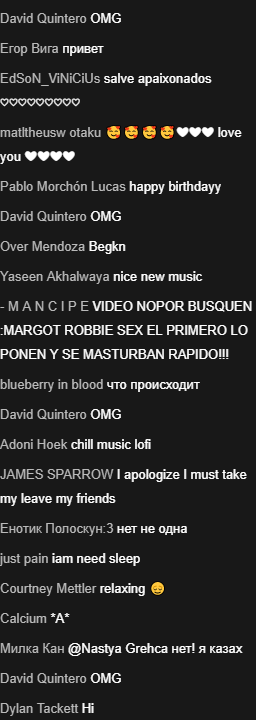 David Quintero OMG
Егор Вига привет
EdSoN_ViNiCiUs salve apaixonados
♡♡♡♡♡♡♡♡♡
matltheusw otaku 🥰🥰🥰🥰🤍🤍🤍 love
you 🤍🤍🤍🤍
Pablo Morchón Lucas happy birthdayy
David Quintero OMG
Over Mendoza Begkn
Yaseen Akhalwaya nice new music
- M A N C I P E VIDEO NOPOR BUSQUEN
:MARGOT ROBBIE SEX EL PRIMERO LO
PONEN Y SE MASTURBAN RAPIDO!!!
blueberry in blood что происходит
David Quintero OMG
Adoni Hoek chill music lofi
JAMES SPARROW I apologize I must take
my leave my friends
Енотик Полоскун:3 нет не одна
just pain iam need sleep
Courtney Mettler relaxing 😌
Calcium *A*
Милка Кан @Nastya Grehca нет! я казах
David Quintero OMG
Dylan Tackett Hi